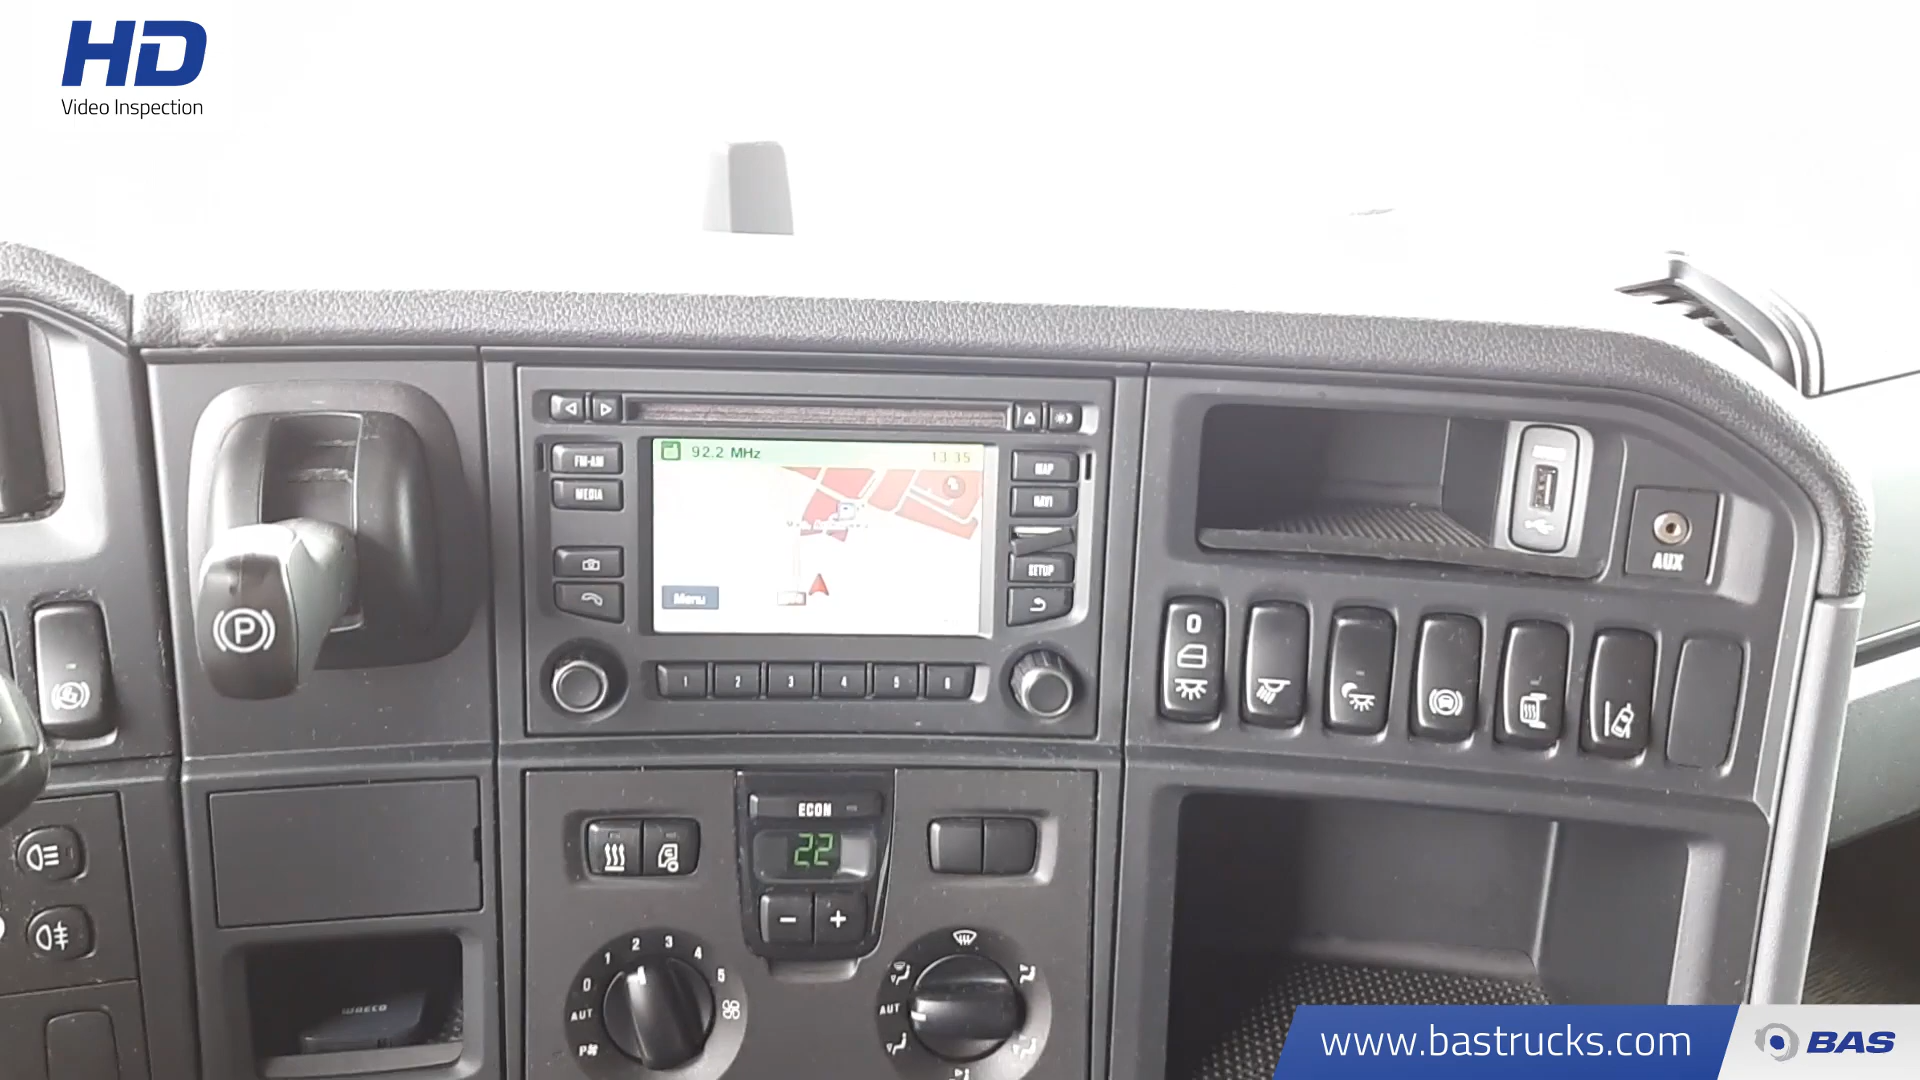 HD
Video Inspection
92.2 MHz
13:35
FM-AM
MEDIA
MAP
NAVI
SETUP
Menu
1 2 3 4 5 6
AUX
0
P
ECON
22
- +
0 1 2 3 4 5
AUT
P
AUT
WAECO
www.bastrucks.com
BAS